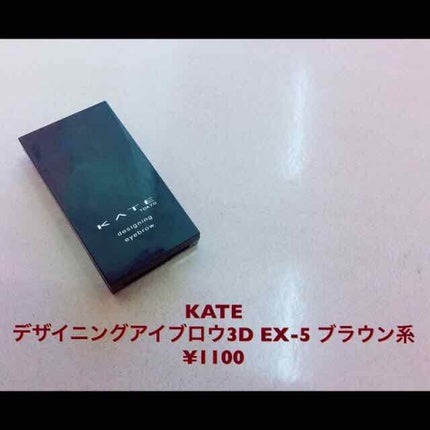 KATE
TOKYO
designing
eyebrow
KATE
デザイニングアイブロウ3D EX-5 ブラウン系
¥1100